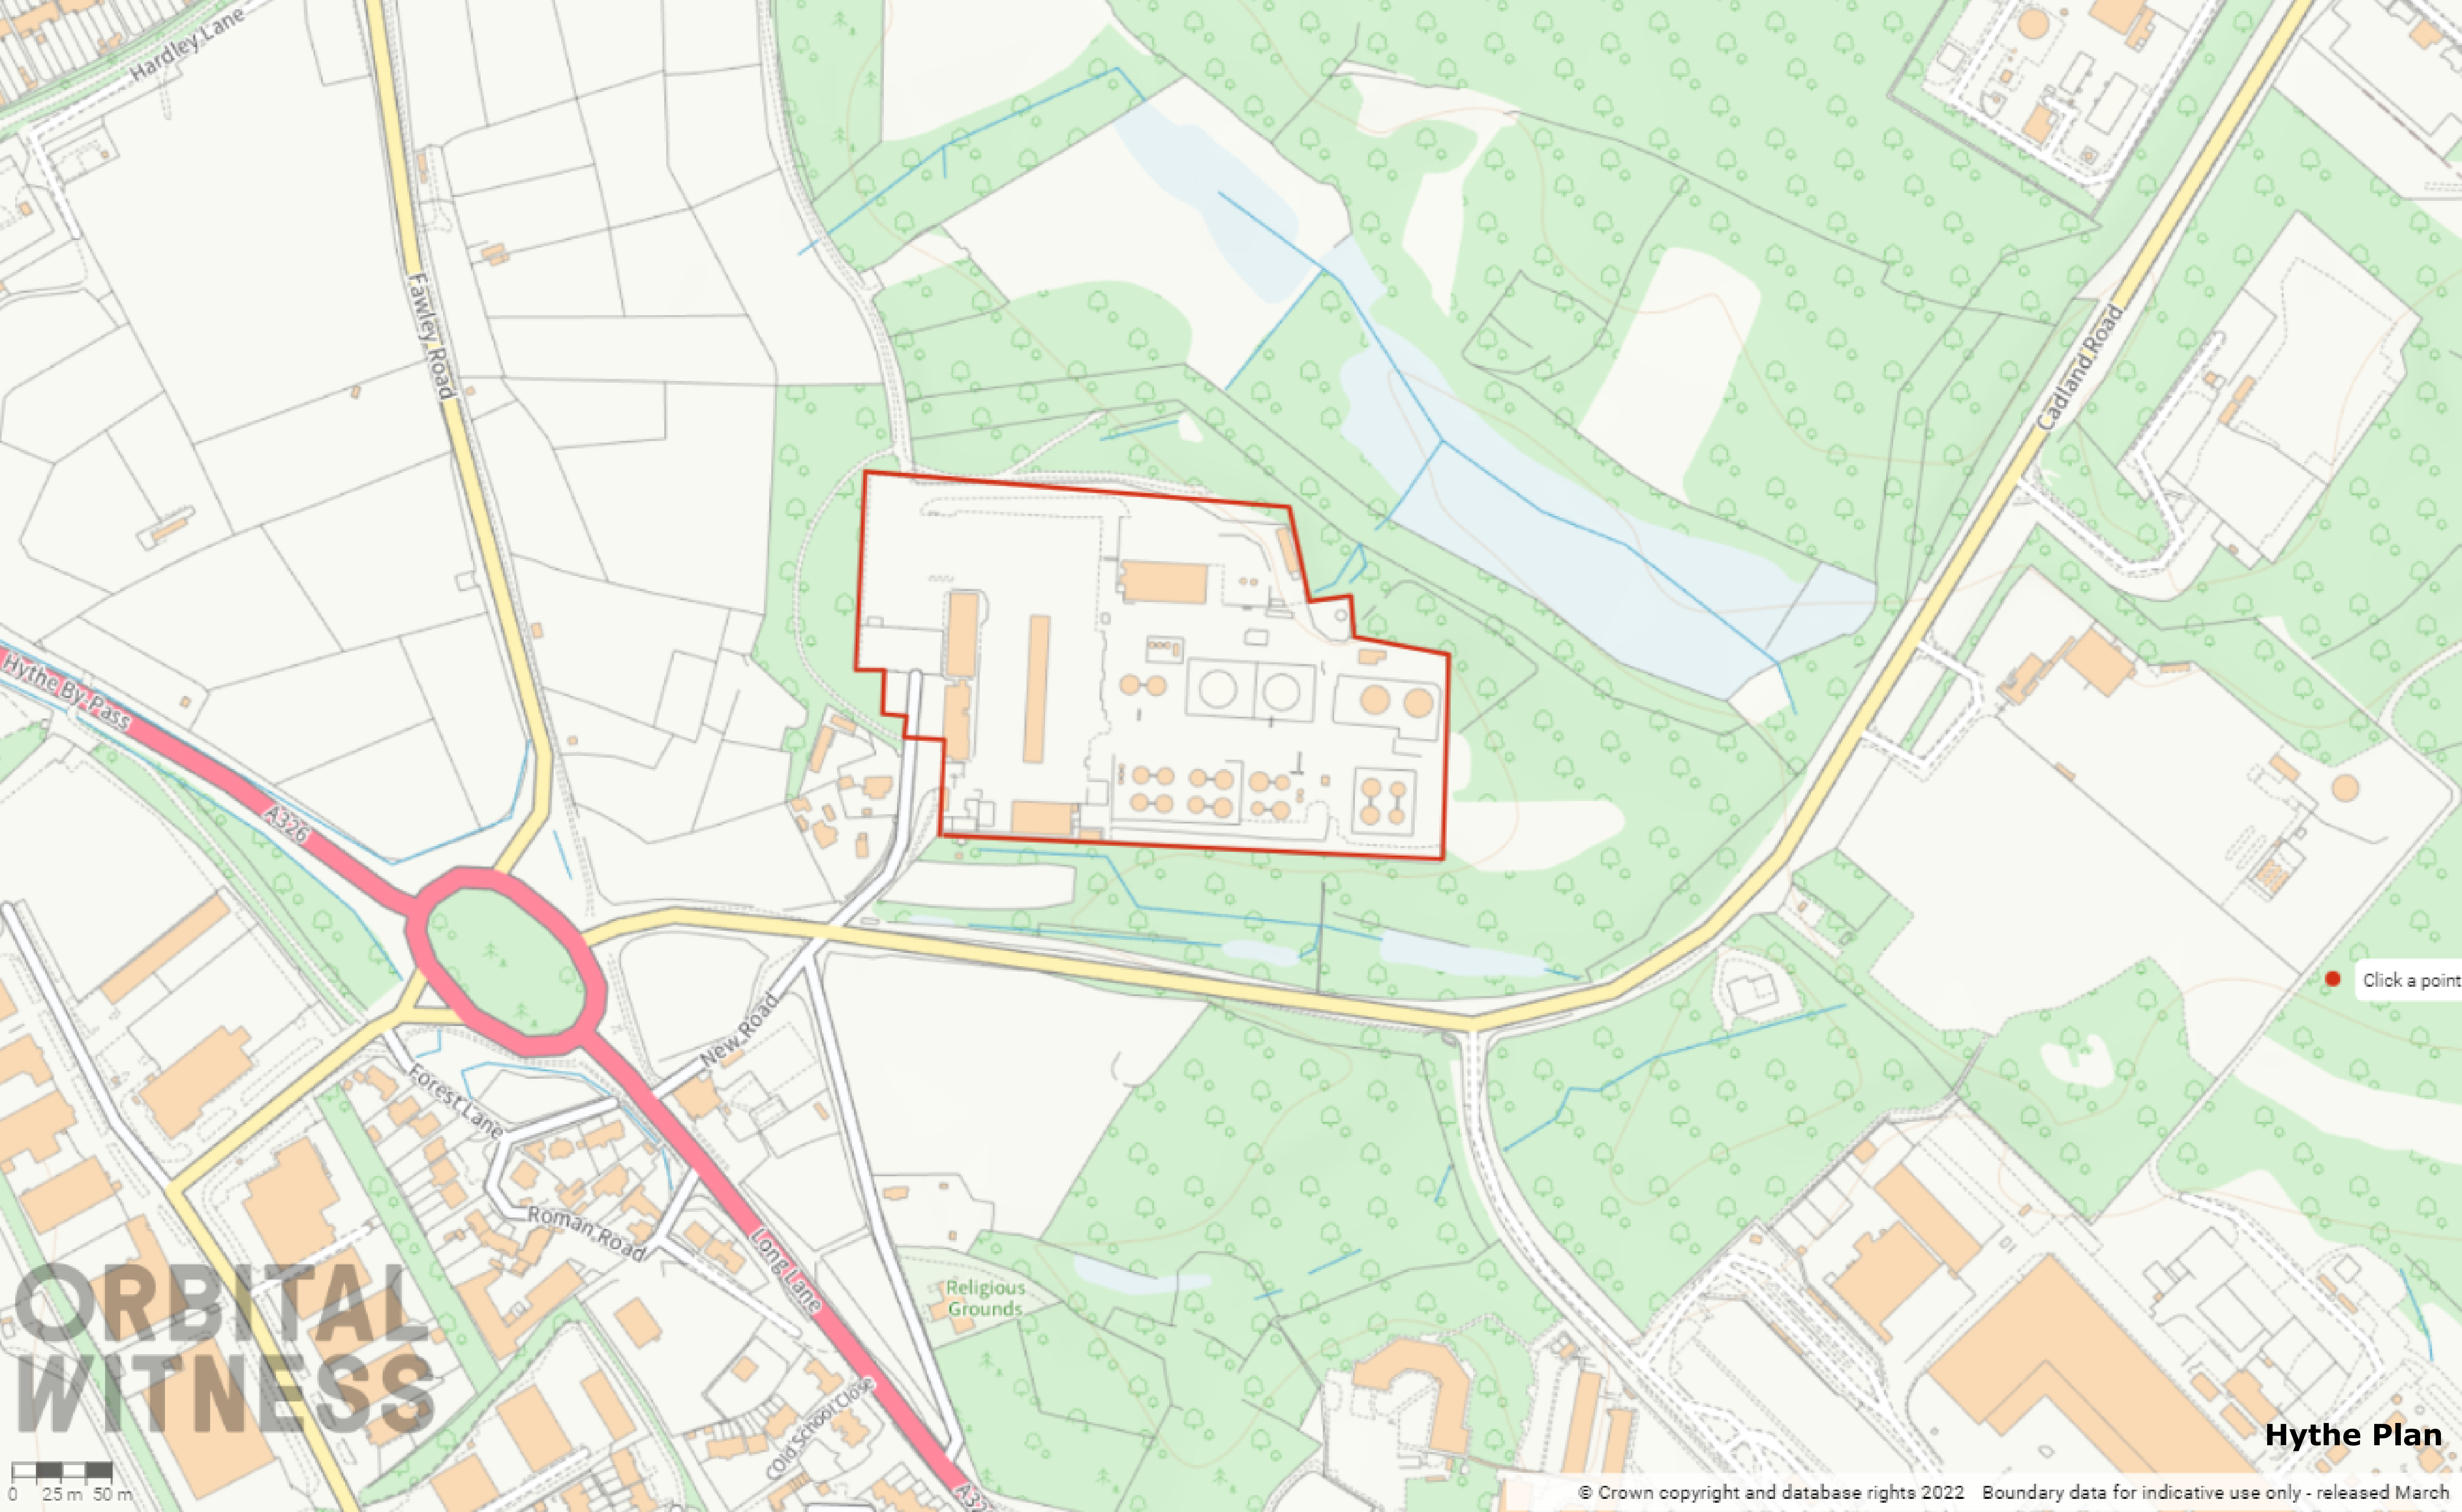 Hardley Lane
Fawley Road
Cadland Road
Hythe By-Pass
A326
Click a point
New Road
Forest Lane
Roman Road
Long Lane
Religious
Grounds
Old School Close
ORBITAL
WITNESS
Hythe Plan
0 25 m 50 m
© Crown copyright and database rights 2022 Boundary data for indicative use only - released March